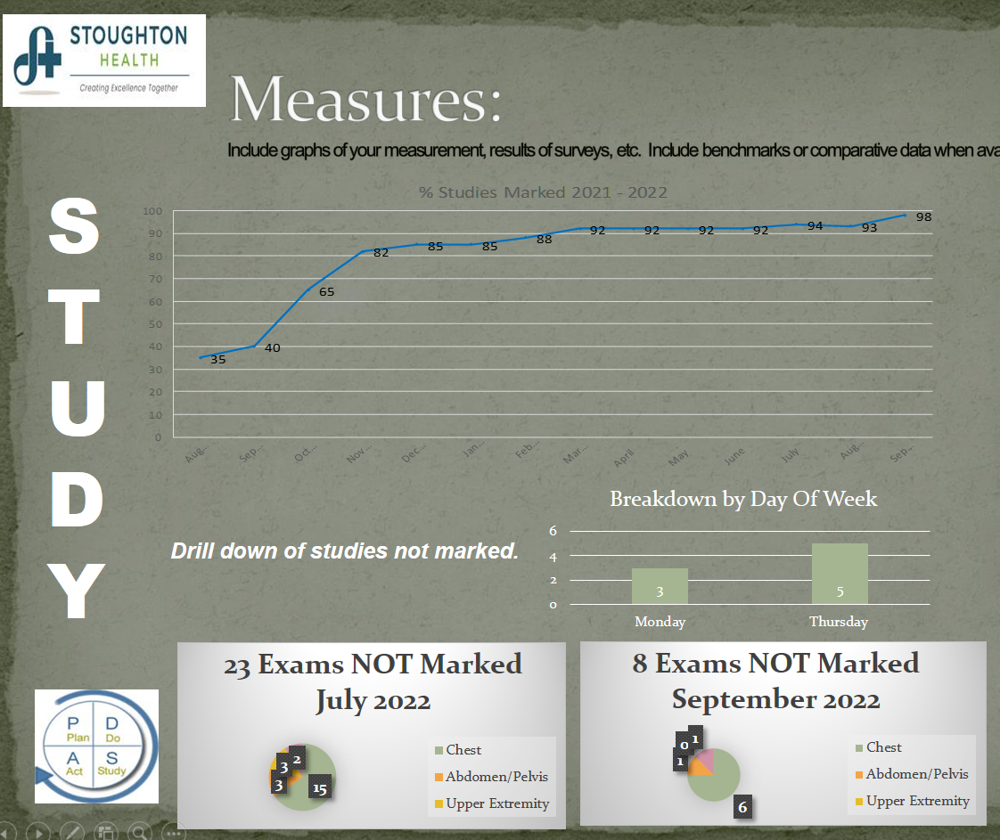 STOUGHTON
HEALTH
Creating Excellence Together
Measures:
Include graphs of your measurement, results of surveys, etc. Include benchmarks or comparative data when ava
STUDY
% Studies Marked 2021 - 2022
100
90
80
70
60
50
40
30
20
10
0
35
40
65
82
85
85
88
92
92
92
92
94
93
98
Aug... Sep... Oct... Nov... Dec... Jan... Feb... Mar... April May June July Aug... Sep...
Drill down of studies not marked.
Breakdown by Day Of Week
6
4
2
0
3
5
Monday Thursday
23 Exams NOT Marked
July 2022
2
3
3
15
Chest
Abdomen/Pelvis
Upper Extremity
8 Exams NOT Marked
September 2022
0 1
1
6
Chest
Abdomen/Pelvis
Upper Extremity
P D
Plan Do
A S
Act Study